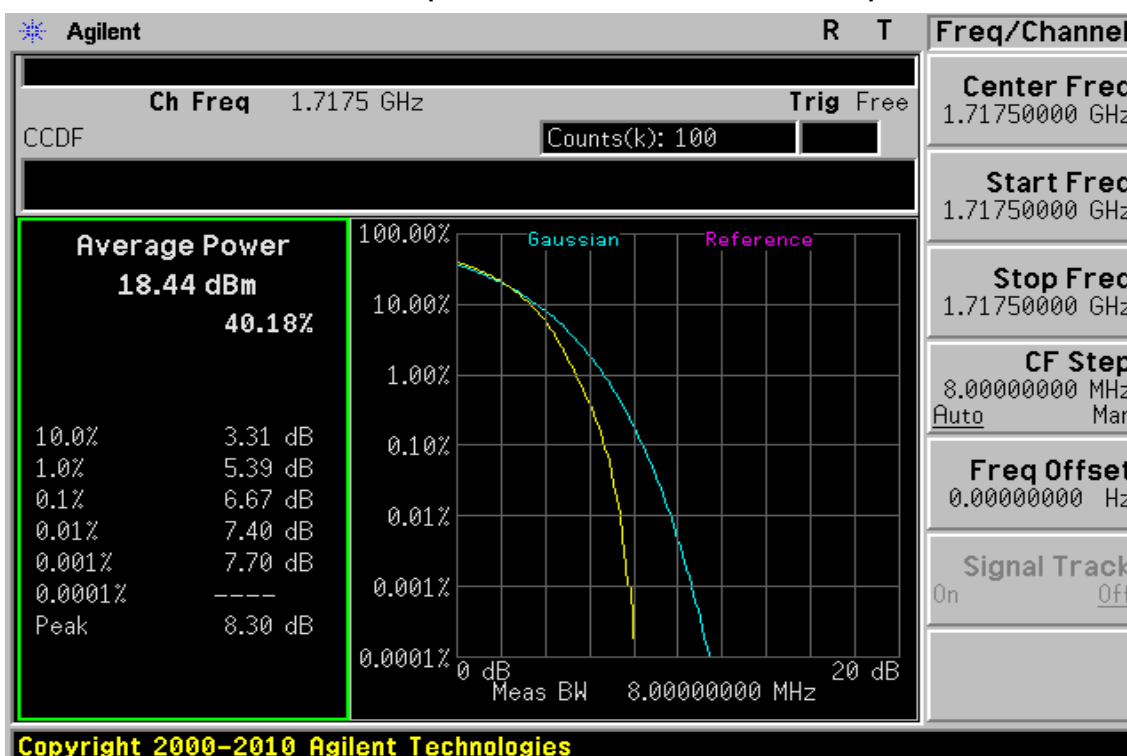 Agilent R T
Freq/Channel
Ch Freq 1.7175 GHz Trig Free
CCDF Counts(k): 100
Average Power
18.44 dBm
40.18%
10.0% 3.31 dB
1.0% 5.39 dB
0.1% 6.67 dB
0.01% 7.40 dB
0.001% 7.70 dB
0.0001% ----
Peak 8.30 dB
Gaussian Reference
100.00%
10.00%
1.00%
0.10%
0.01%
0.001%
0.0001%
0 dB 20 dB
Meas BW 8.00000000 MHz
Center Freq
1.71750000 GHz
Start Freq
1.71750000 GHz
Stop Freq
1.71750000 GHz
CF Step
8.00000000 MHz
Auto Man
Freq Offset
0.00000000 Hz
Signal Track
On Off
Copyright 2000-2010 Agilent Technologies